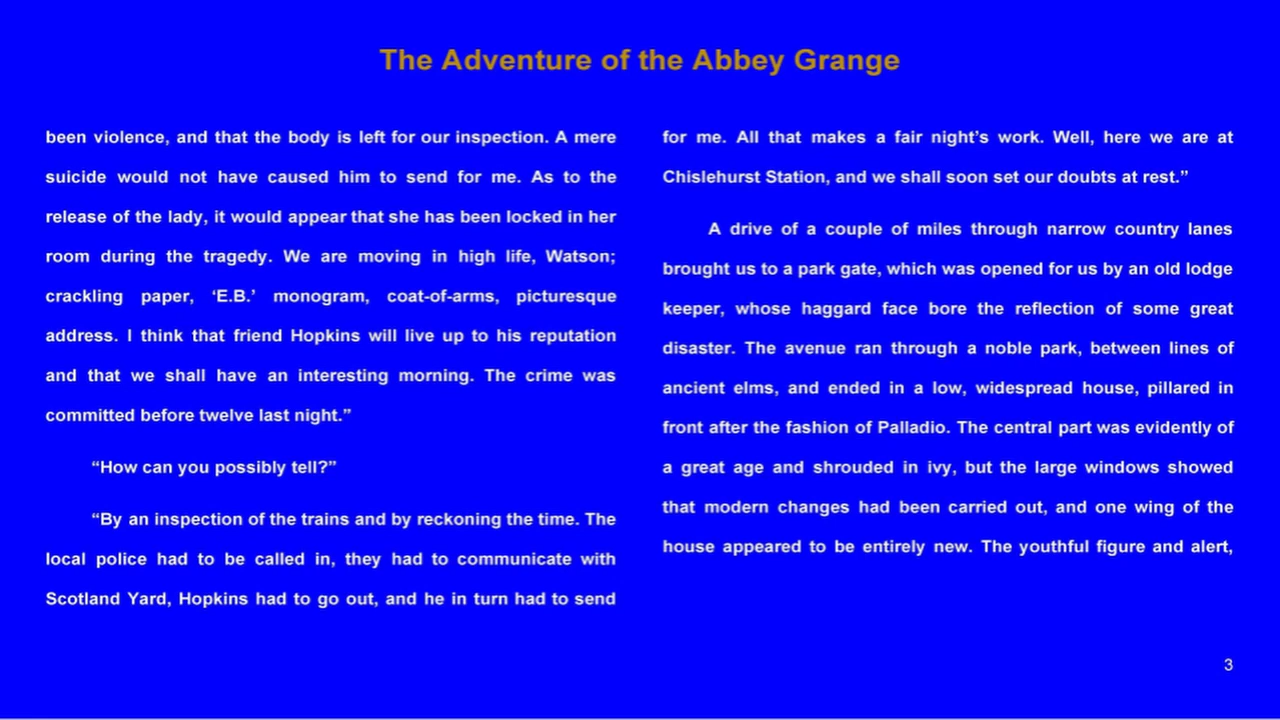 The Adventure of the Abbey Grange
been violence, and that the body is left for our inspection. A mere
suicide would not have caused him to send for me. As to the
release of the lady, it would appear that she has been locked in her
room during the tragedy. We are moving in high life, Watson;
crackling paper, ‘E.B.’ monogram, coat-of-arms, picturesque
address. I think that friend Hopkins will live up to his reputation
and that we shall have an interesting morning. The crime was
committed before twelve last night.”
“How can you possibly tell?”
“By an inspection of the trains and by reckoning the time. The
local police had to be called in, they had to communicate with
Scotland Yard, Hopkins had to go out, and he in turn had to send
for me. All that makes a fair night’s work. Well, here we are at
Chislehurst Station, and we shall soon set our doubts at rest.”
A drive of a couple of miles through narrow country lanes
brought us to a park gate, which was opened for us by an old lodge
keeper, whose haggard face bore the reflection of some great
disaster. The avenue ran through a noble park, between lines of
ancient elms, and ended in a low, widespread house, pillared in
front after the fashion of Palladio. The central part was evidently of
a great age and shrouded in ivy, but the large windows showed
that modern changes had been carried out, and one wing of the
house appeared to be entirely new. The youthful figure and alert,
3